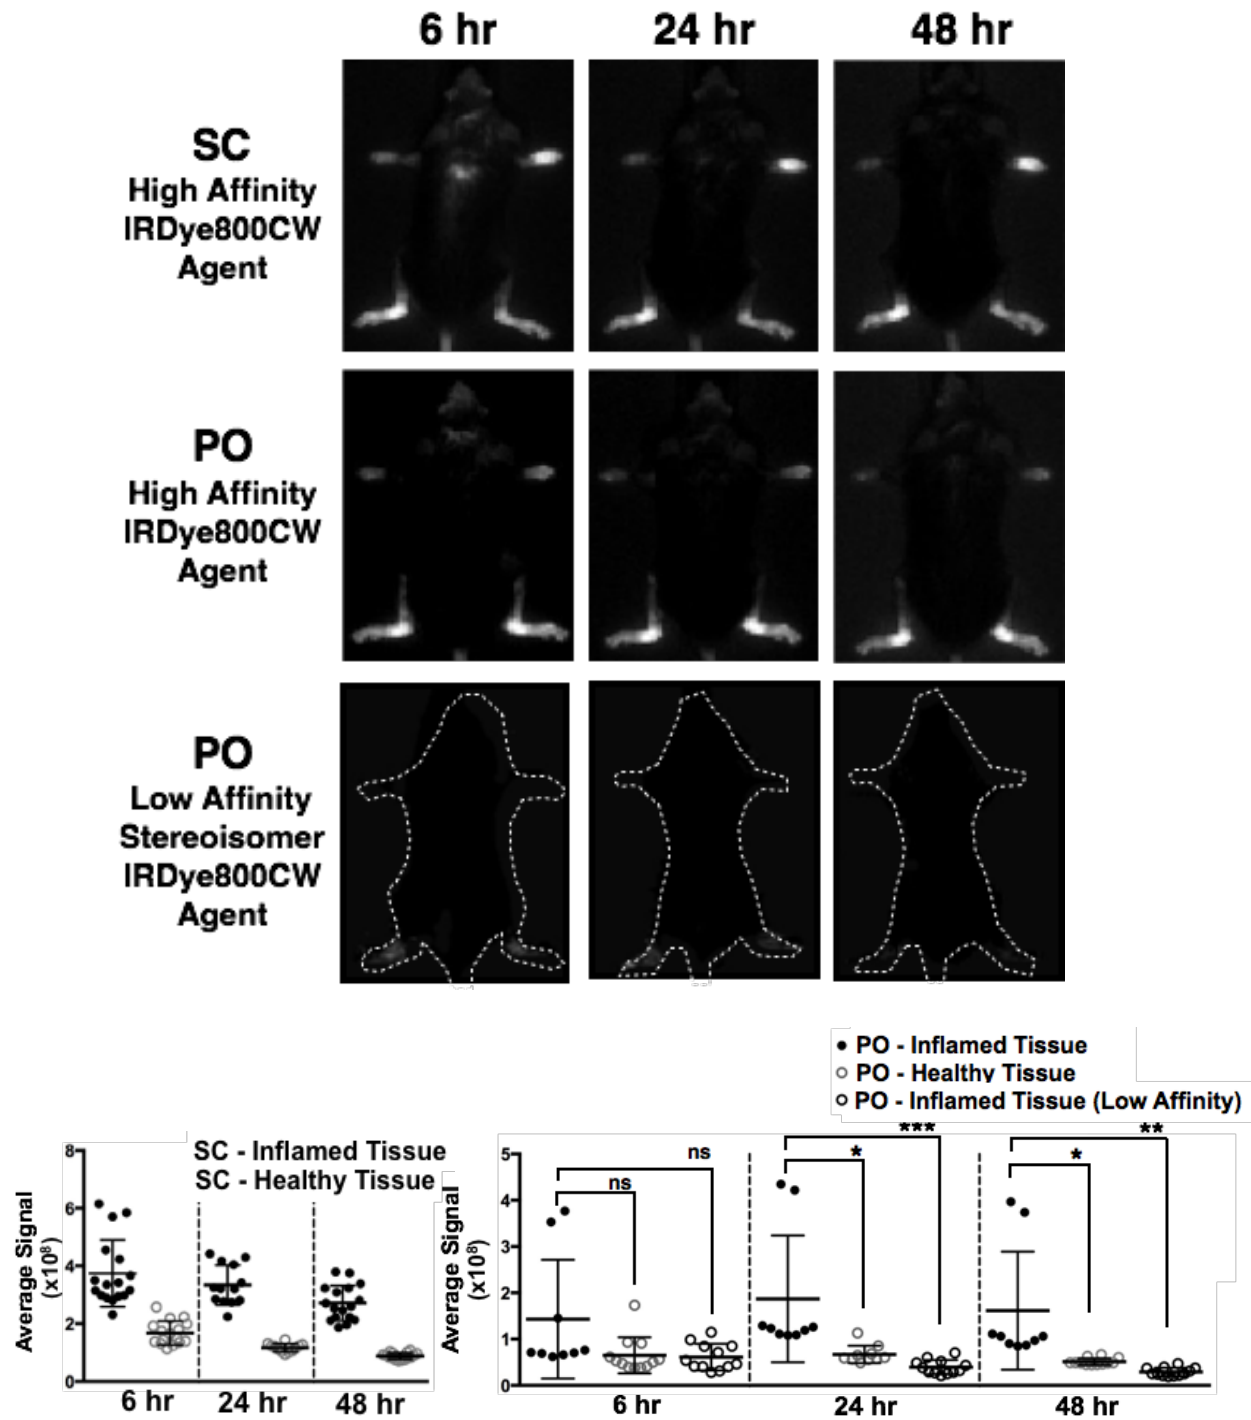 6 hr 24 hr 48 hr
SC
High Affinity
IRDye800CW
Agent
PO
High Affinity
IRDye800CW
Agent
PO
Low Affinity
Stereoisomer
IRDye800CW
Agent
PO - Inflamed Tissue
PO - Healthy Tissue
PO - Inflamed Tissue (Low Affinity)
SC - Inflamed Tissue
SC - Healthy Tissue
Average Signal
(x10⁸)
8
6
4
2
0
6 hr 24 hr 48 hr
Average Signal
(x10⁸)
5
4
3
2
1
0
ns
ns
***
*
**
*
6 hr 24 hr 48 hr